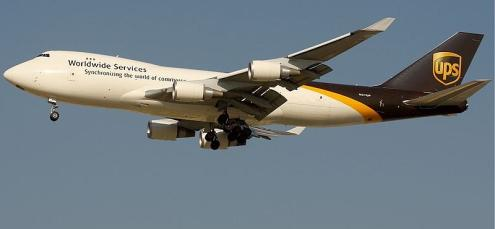 Worldwide Services
Synchronizing the world of commerce
ups